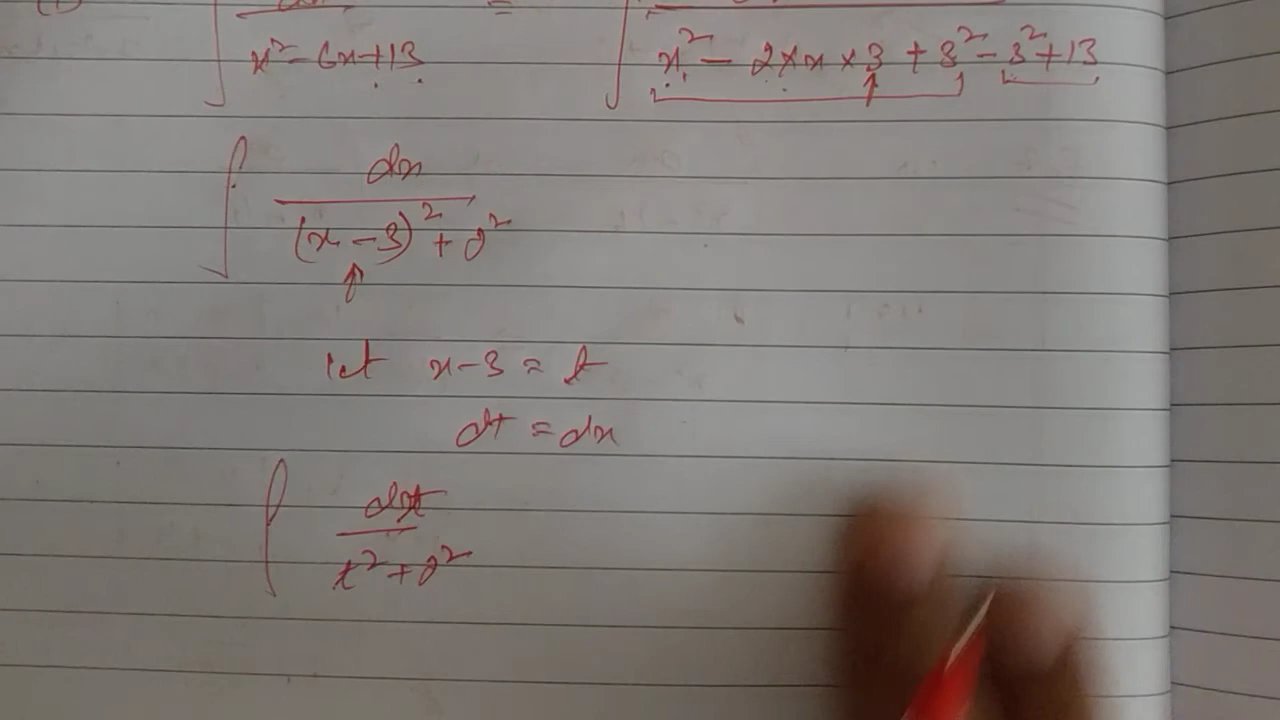 ∫ dx / x² - 6x + 13 = ∫ / x² - 2×x×3 + 3² - 3² + 13
∫ dx / (x - 3)² + 2²
let x - 3 = t
dt = dx
∫ dt / t² + 2²